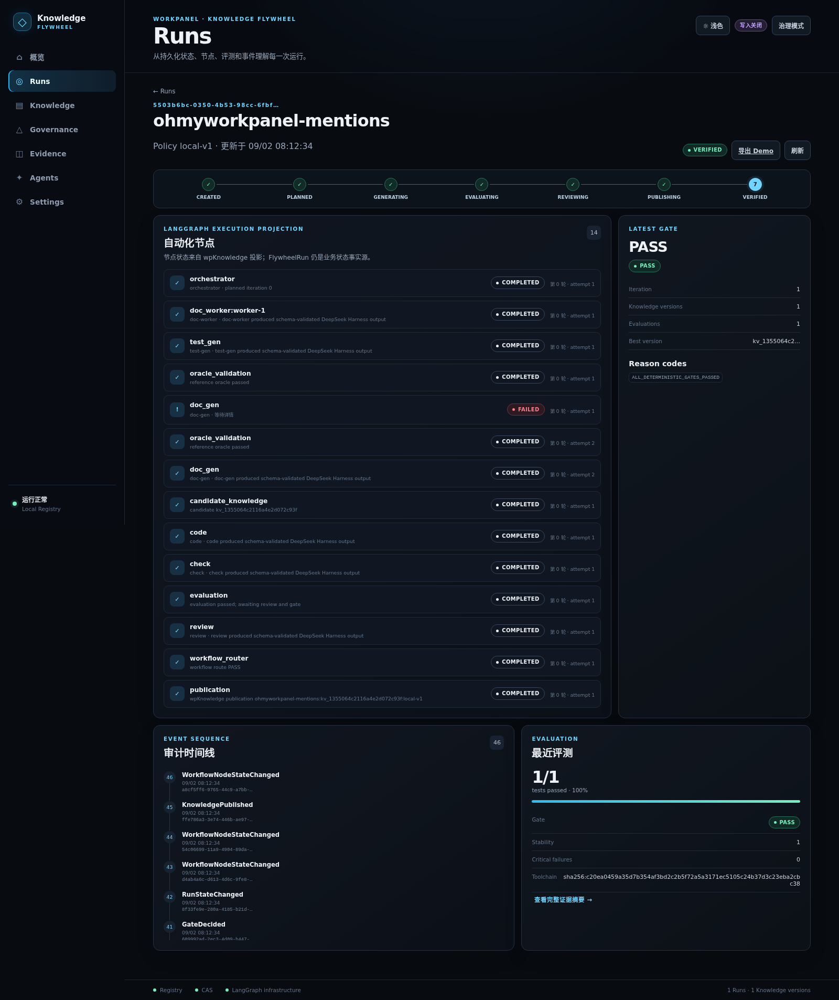 Knowledge
FLYWHEEL
概览
Runs
Knowledge
Governance
Evidence
Agents
Settings
运行正常
Local Registry
WORKPANEL · KNOWLEDGE FLYWHEEL
Runs
从持久化状态、节点、评测和事件理解每一次运行。
浅色
写入关闭
治理模式
← Runs
5503b6bc-0350-4b53-98cc-6fbf…
ohmyworkpanel-mentions
Policy local-v1 · 更新于 09/02 08:12:34
VERIFIED
导出 Demo
刷新
✓ ✓ ✓ ✓ ✓ ✓ 7
CREATED PLANNED GENERATING EVALUATING REVIEWING PUBLISHING VERIFIED
LANGGRAPH EXECUTION PROJECTION
14
自动化节点
节点状态来自 wpKnowledge 投影；FlywheelRun 仍是业务状态事实源。
✓ orchestrator COMPLETED 第 0 轮 · attempt 1
orchestrator · planned iteration 0
✓ doc_worker:worker-1 COMPLETED 第 0 轮 · attempt 1
doc-worker · doc-worker produced schema-validated DeepSeek Harness output
✓ test_gen COMPLETED 第 0 轮 · attempt 1
test-gen · test-gen produced schema-validated DeepSeek Harness output
✓ oracle_validation COMPLETED 第 0 轮 · attempt 1
reference oracle passed
! doc_gen FAILED 第 0 轮 · attempt 1
doc-gen · 等待详情
✓ oracle_validation COMPLETED 第 0 轮 · attempt 2
reference oracle passed
✓ doc_gen COMPLETED 第 0 轮 · attempt 2
doc-gen · doc-gen produced schema-validated DeepSeek Harness output
✓ candidate_knowledge COMPLETED 第 0 轮 · attempt 1
candidate kv_1355064c2116a4e2d072c93f
✓ code COMPLETED 第 0 轮 · attempt 1
code · code produced schema-validated DeepSeek Harness output
✓ check COMPLETED 第 0 轮 · attempt 1
check · check produced schema-validated DeepSeek Harness output
✓ evaluation COMPLETED 第 0 轮 · attempt 1
evaluation passed; awaiting review and gate
✓ review COMPLETED 第 0 轮 · attempt 1
review · review produced schema-validated DeepSeek Harness output
✓ workflow_router COMPLETED 第 0 轮 · attempt 1
workflow route PASS
✓ publication COMPLETED 第 0 轮 · attempt 1
wpKnowledge publication ohmyworkpanel-mentions:kv_1355064c2116a4e2d072c93f:local-v1
LATEST GATE
PASS
PASS
Iteration 1
Knowledge versions 1
Evaluations 1
Best version kv_1355064c2…
Reason codes
ALL_DETERMINISTIC_GATES_PASSED
EVENT SEQUENCE
46
审计时间线
46 WorkflowNodeStateChanged
09/02 08:12:34
a8cf5ff6-9765-44c9-a7bb-…
45 KnowledgePublished
09/02 08:12:34
ffe786a3-3e74-446b-ae97-…
44 WorkflowNodeStateChanged
09/02 08:12:34
54c06699-11a9-4904-89da-…
43 WorkflowNodeStateChanged
09/02 08:12:34
d4ab4a6c-d613-4d6c-9fe8-…
42 RunStateChanged
09/02 08:12:34
8f33fe9e-280a-4185-b21d-…
41 GateDecided
09/02 08:12:34
609992ad-2ec3-4d09-b447-
EVALUATION
最近评测
1/1
tests passed · 100%
Gate PASS
Stability 1
Critical failures 0
Toolchain sha256:c20ea0459a35d7b354af3bd2c2b5f72a5a3171ec5105c24b37d3c23eba2cb
c38
查看完整证据摘要 →
Registry CAS LangGraph infrastructure
1 Runs · 1 Knowledge versions